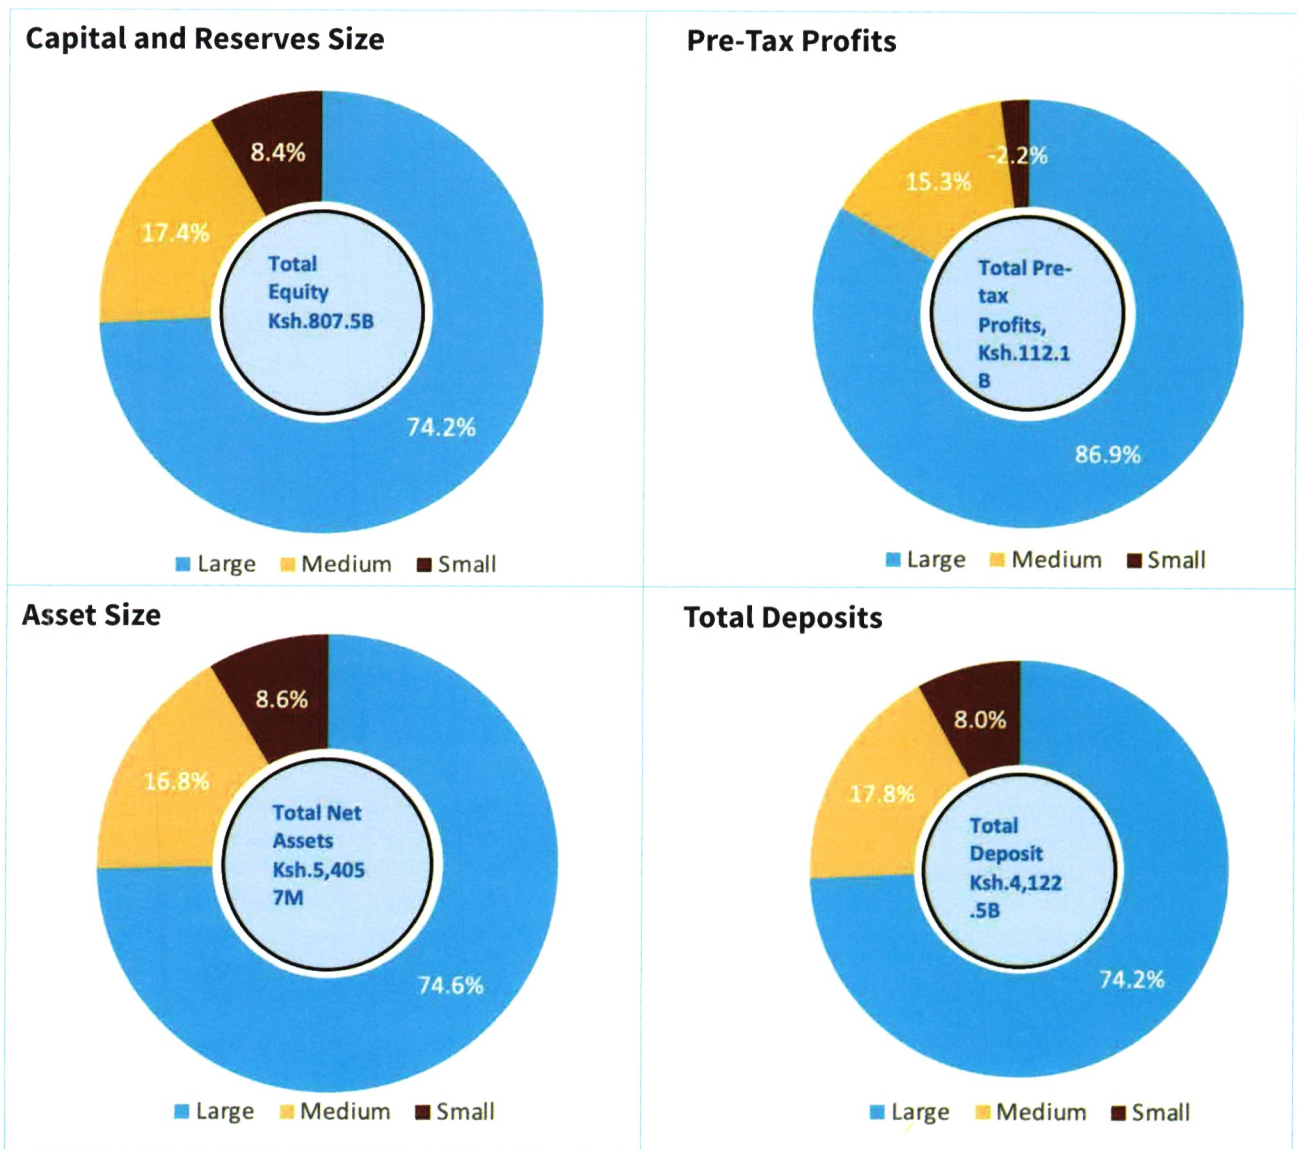 Capital and Reserves Size
8.4%
17.4%
Total
Equity
Ksh.807.5B
74.2%
Large Medium Small
Pre-Tax Profits
-2.2%
15.3%
Total Pre-
tax
Profits,
Ksh.112.1
B
86.9%
Large Medium Small
Asset Size
8.6%
16.8%
Total Net
Assets
Ksh.5,405
7M
74.6%
Large Medium Small
Total Deposits
8.0%
17.8%
Total
Deposit
Ksh.4,122
.5B
74.2%
Large Medium Small